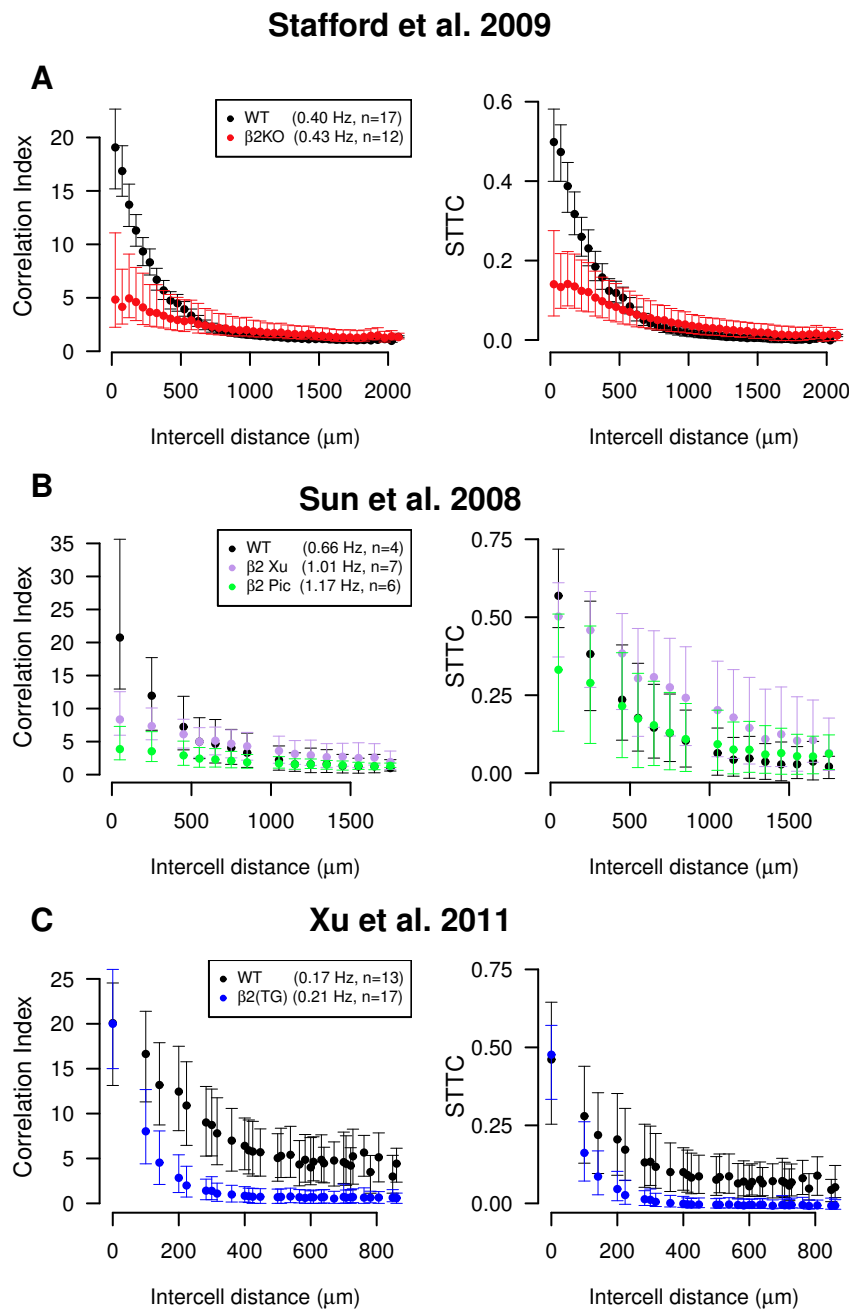 Stafford et al. 2009
A
WT (0.40 Hz, n=17)
β2KO (0.43 Hz, n=12)
Correlation Index
0
5
10
15
20
0 500 1000 1500 2000
Intercell distance (μm)
STTC
0.0
0.2
0.4
0.6
0 500 1000 1500 2000
Intercell distance (μm)
B
Sun et al. 2008
WT (0.66 Hz, n=4)
β2 Xu (1.01 Hz, n=7)
β2 Pic (1.17 Hz, n=6)
Correlation Index
0
5
10
15
20
25
30
35
0 500 1000 1500
Intercell distance (μm)
STTC
0.00
0.25
0.50
0.75
0 500 1000 1500
Intercell distance (μm)
C
Xu et al. 2011
WT (0.17 Hz, n=13)
β2(TG) (0.21 Hz, n=17)
Correlation Index
0
5
10
15
20
25
0 200 400 600 800
Intercell distance (μm)
STTC
0.00
0.25
0.50
0.75
0 200 400 600 800
Intercell distance (μm)